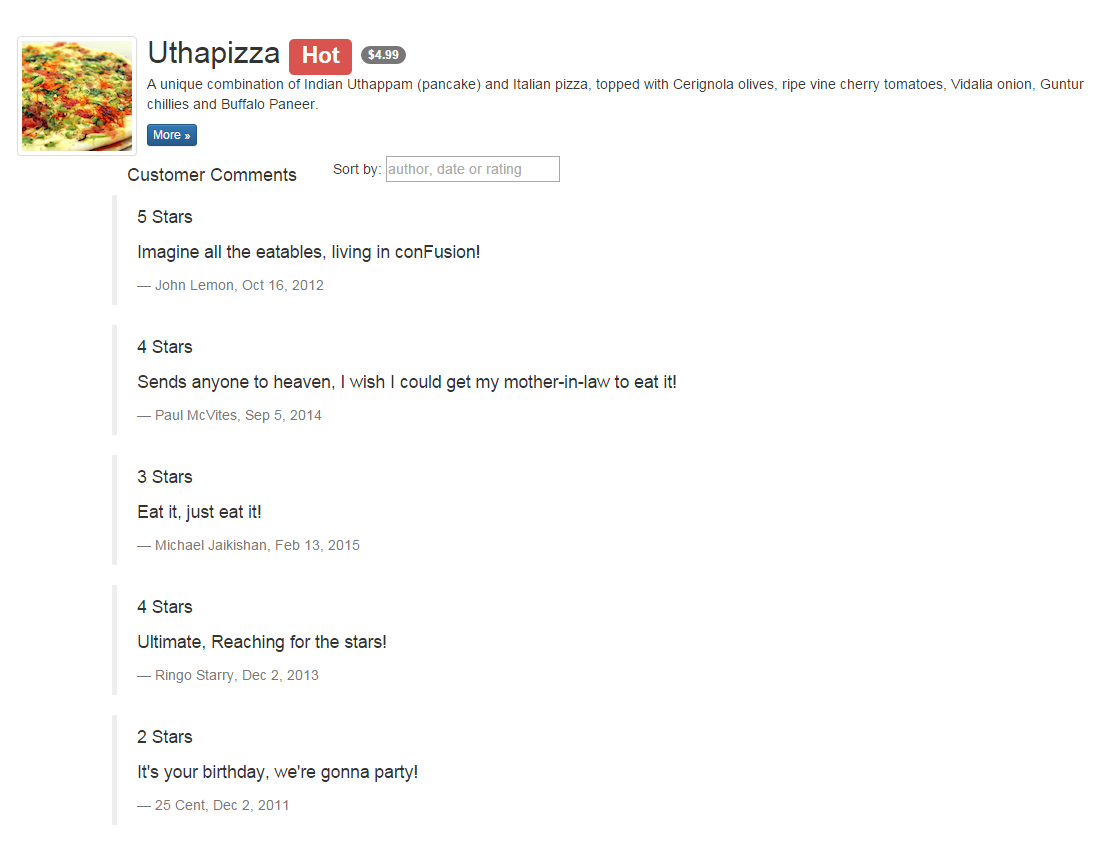 Uthapizza Hot $4.99
A unique combination of Indian Uthappam (pancake) and Italian pizza, topped with Cerignola olives, ripe vine cherry tomatoes, Vidalia onion, Guntur
chillies and Buffalo Paneer.
More »
Customer Comments Sort by: author, date or rating
5 Stars
Imagine all the eatables, living in conFusion!
— John Lemon, Oct 16, 2012
4 Stars
Sends anyone to heaven, I wish I could get my mother-in-law to eat it!
— Paul McVites, Sep 5, 2014
3 Stars
Eat it, just eat it!
— Michael Jaikishan, Feb 13, 2015
4 Stars
Ultimate, Reaching for the stars!
— Ringo Starry, Dec 2, 2013
2 Stars
It's your birthday, we're gonna party!
— 25 Cent, Dec 2, 2011